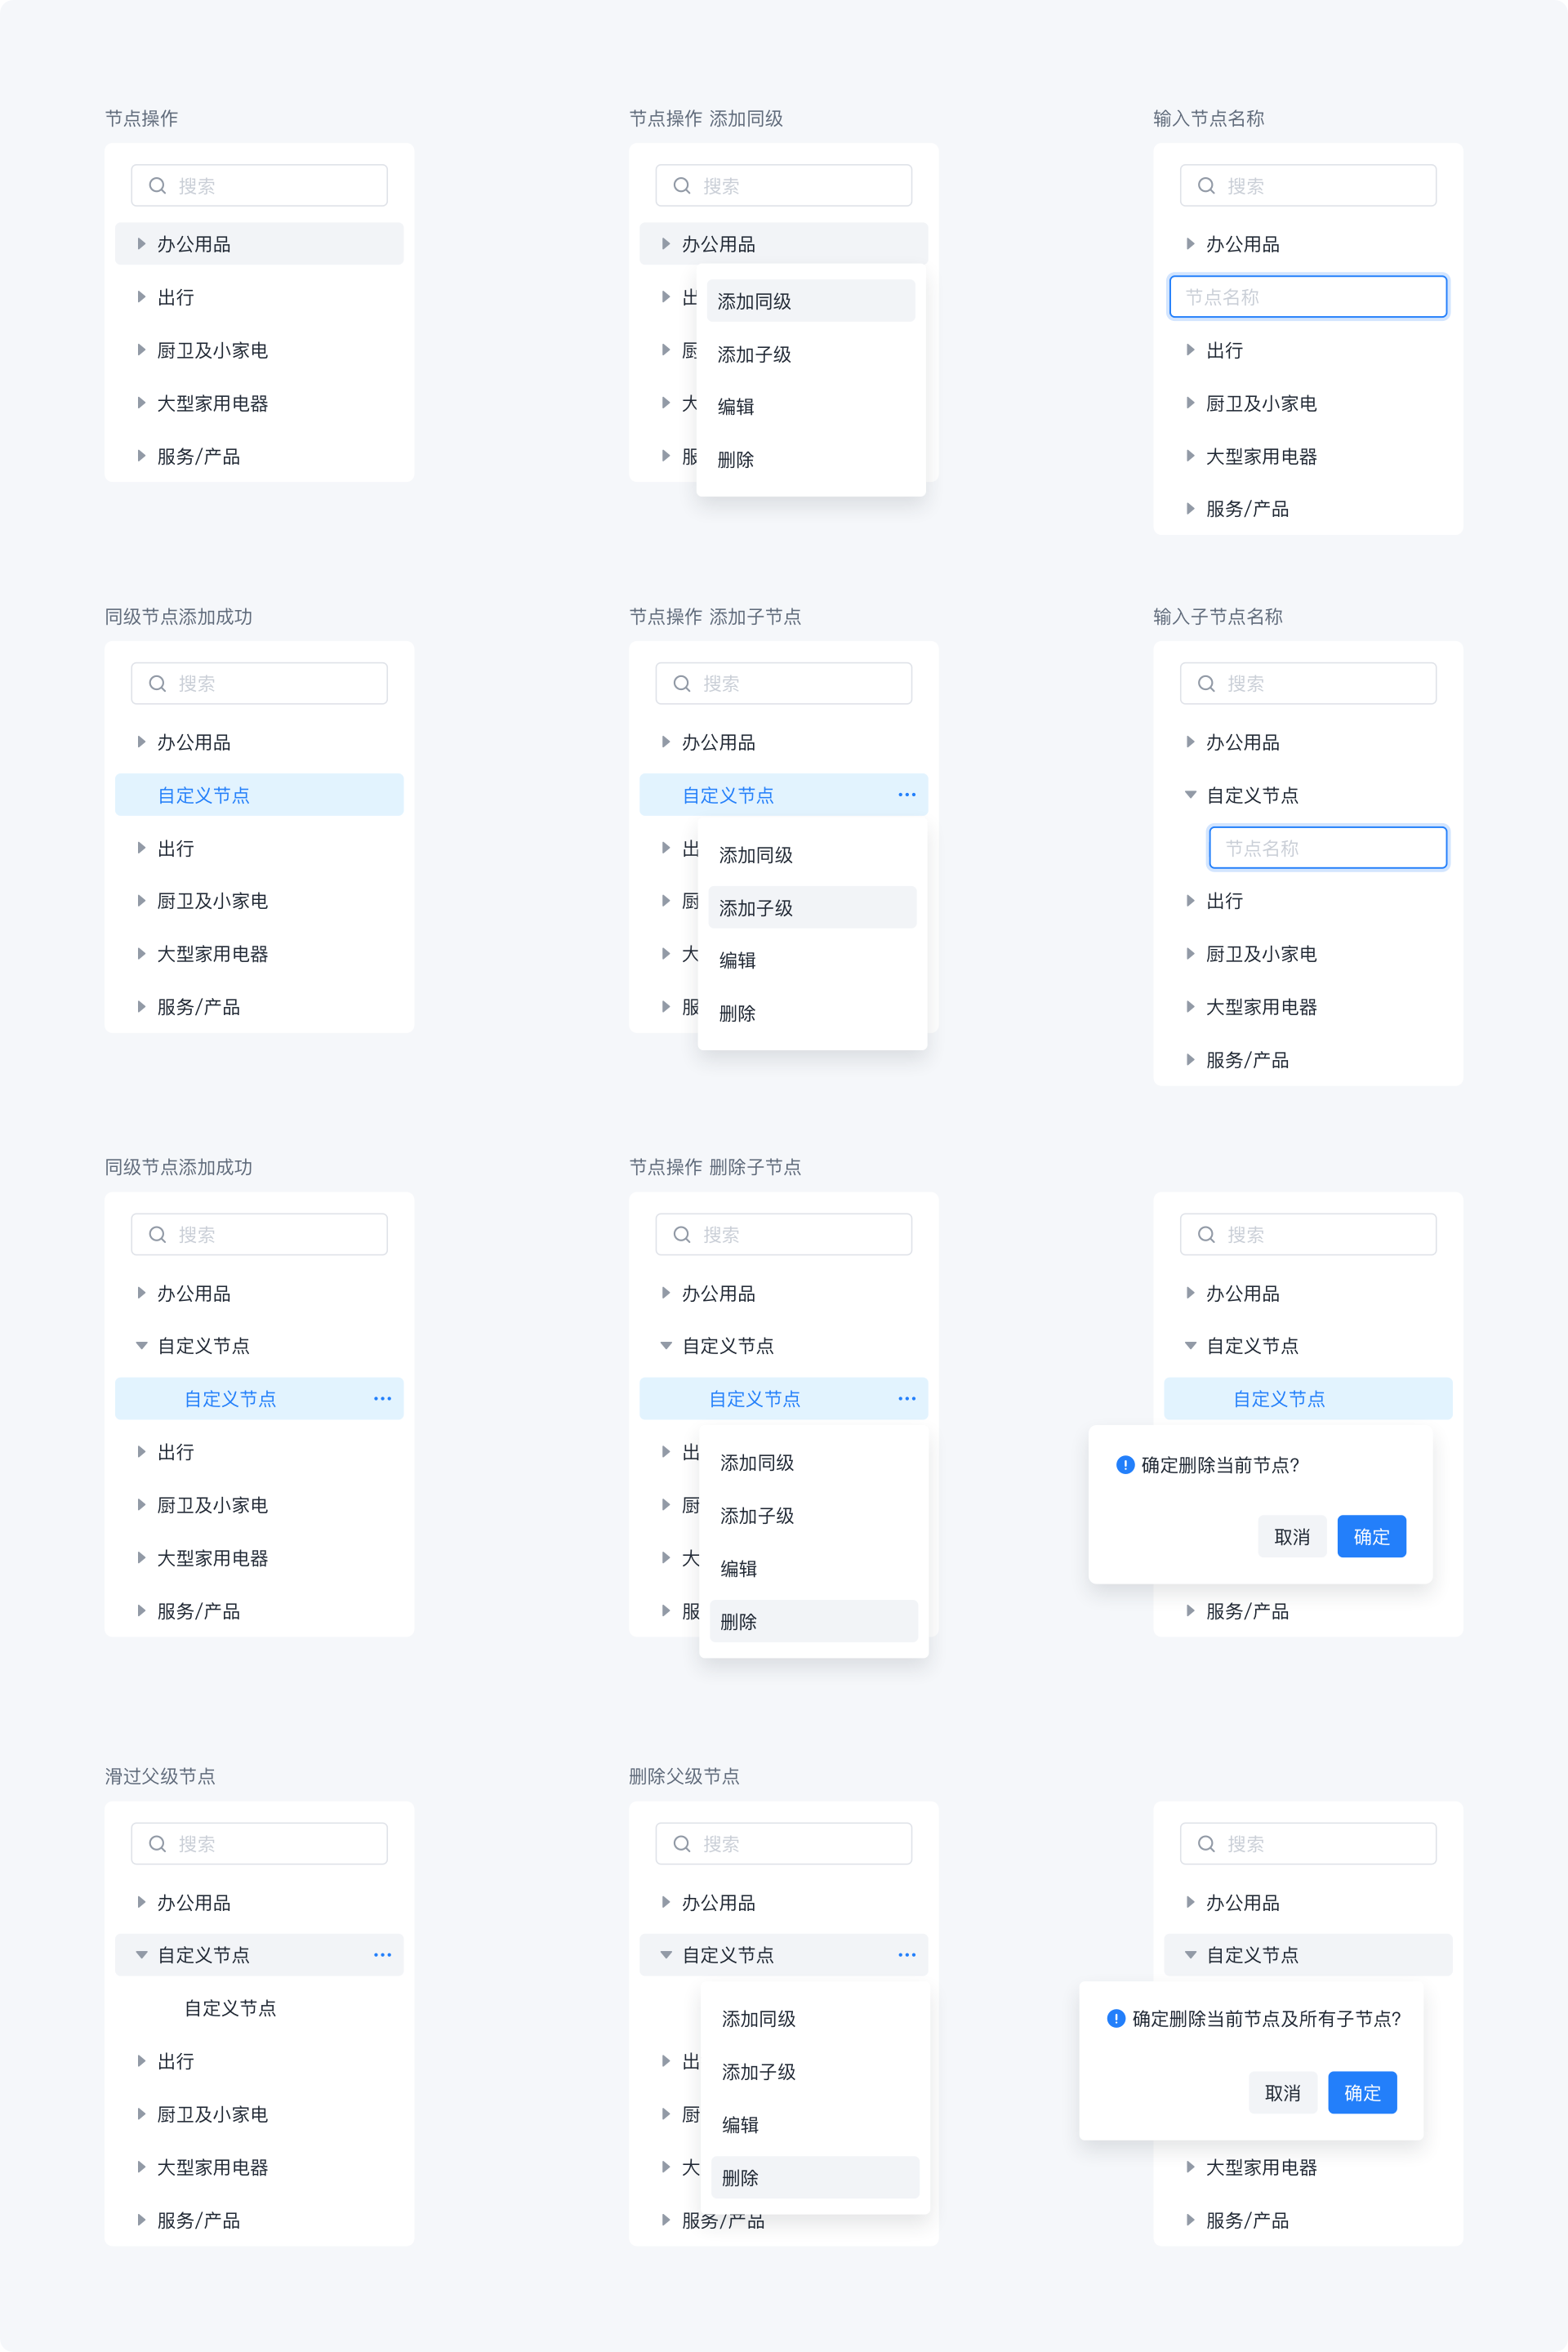 节点操作
搜索
办公用品
出行
厨卫及小家电
大型家用电器
服务/产品
节点操作 添加同级
搜索
办公用品
出
厨
大
服
添加同级
添加子级
编辑
删除
输入节点名称
搜索
办公用品
节点名称
出行
厨卫及小家电
大型家用电器
服务/产品
同级节点添加成功
搜索
办公用品
自定义节点
出行
厨卫及小家电
大型家用电器
服务/产品
节点操作 添加子节点
搜索
办公用品
自定义节点
出
厨
大
服
添加同级
添加子级
编辑
删除
输入子节点名称
搜索
办公用品
自定义节点
节点名称
出行
厨卫及小家电
大型家用电器
服务/产品
同级节点添加成功
搜索
办公用品
自定义节点
自定义节点
出行
厨卫及小家电
大型家用电器
服务/产品
节点操作 删除子节点
搜索
办公用品
自定义节点
自定义节点
出
厨
大
服
添加同级
添加子级
编辑
删除
搜索
办公用品
自定义节点
自定义节点
确定删除当前节点?
取消 确定
服务/产品
滑过父级节点
搜索
办公用品
自定义节点
自定义节点
出行
厨卫及小家电
大型家用电器
服务/产品
删除父级节点
搜索
办公用品
自定义节点
出
厨
大
服务/产品
添加同级
添加子级
编辑
删除
搜索
办公用品
自定义节点
确定删除当前节点及所有子节点?
取消 确定
大型家用电器
服务/产品